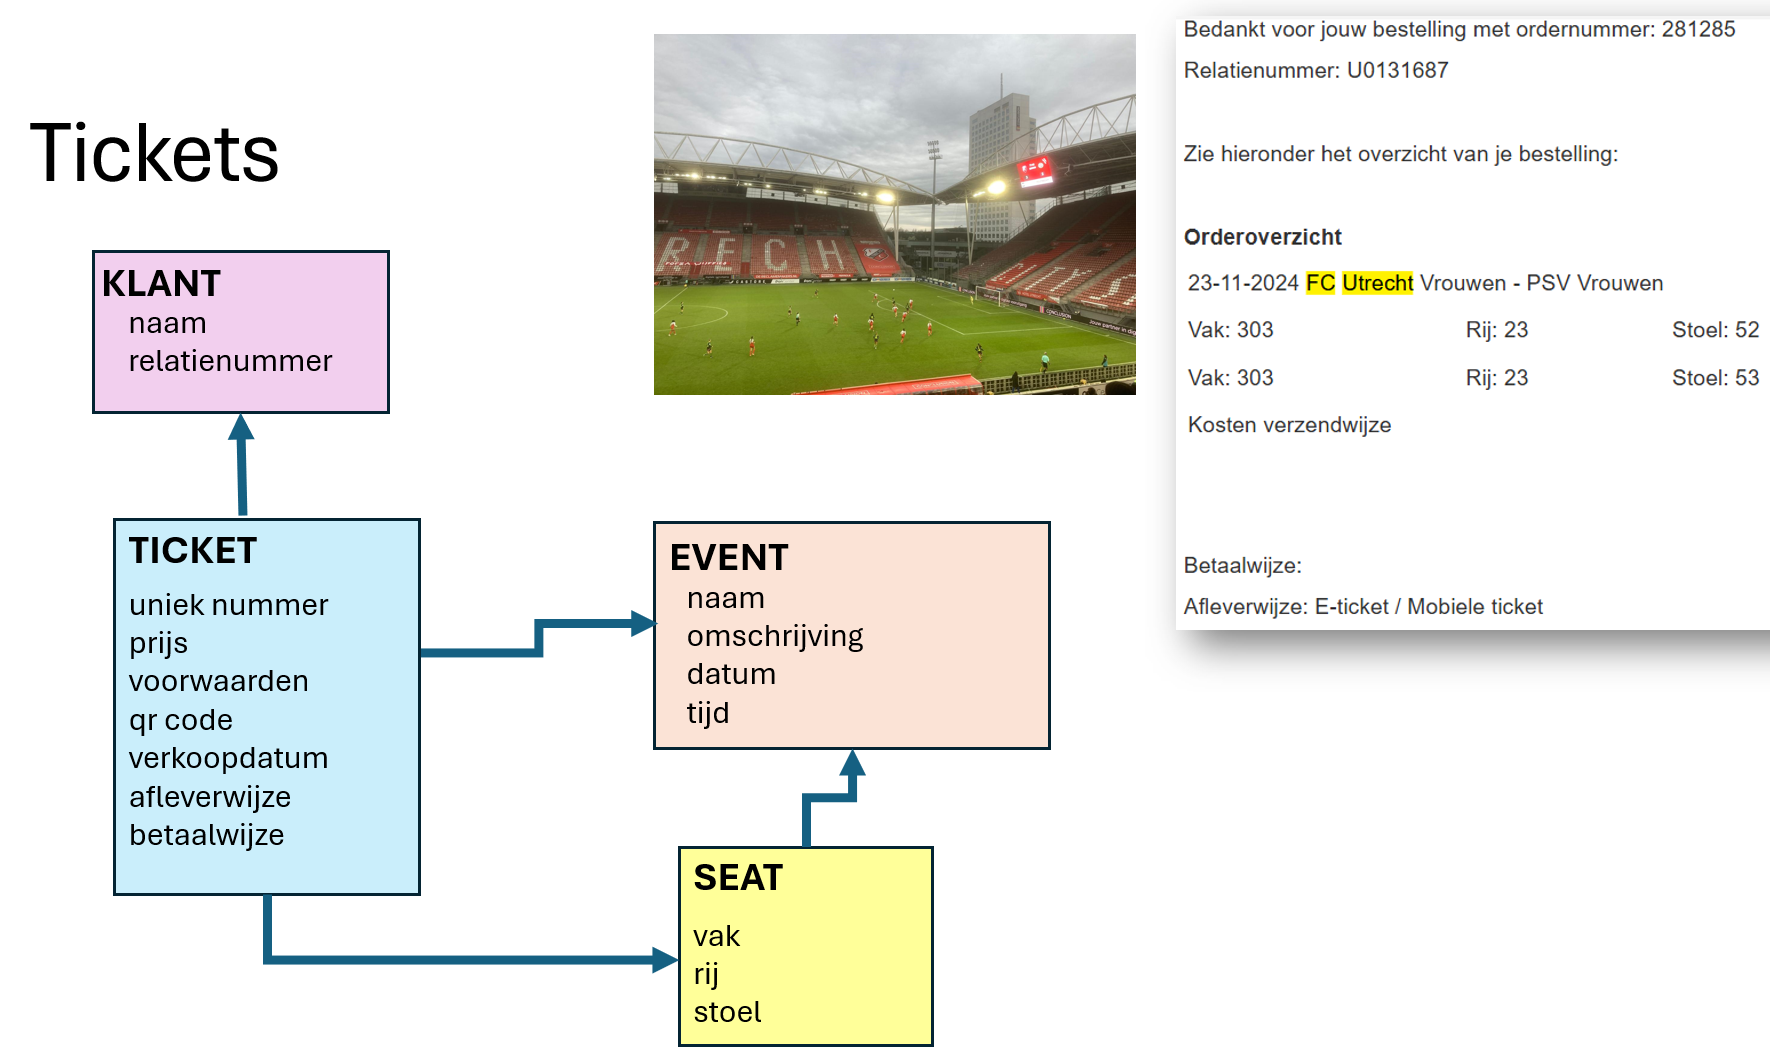 Tickets
KLANT
naam
relatienummer
TICKET
uniek nummer
prijs
voorwaarden
qr code
verkoopdatum
afleverwijze
betaalwijze
EVENT
naam
omschrijving
datum
tijd
SEAT
vak
rij
stoel
RECH
Bedankt voor jouw bestelling met ordernummer: 281285
Relatienummer: U0131687
Zie hieronder het overzicht van je bestelling:
Orderoverzicht
23-11-2024 FC Utrecht Vrouwen - PSV Vrouwen
Vak: 303 Rij: 23 Stoel: 52
Vak: 303 Rij: 23 Stoel: 53
Kosten verzendwijze
Betaalwijze:
Afleverwijze: E-ticket / Mobiele ticket